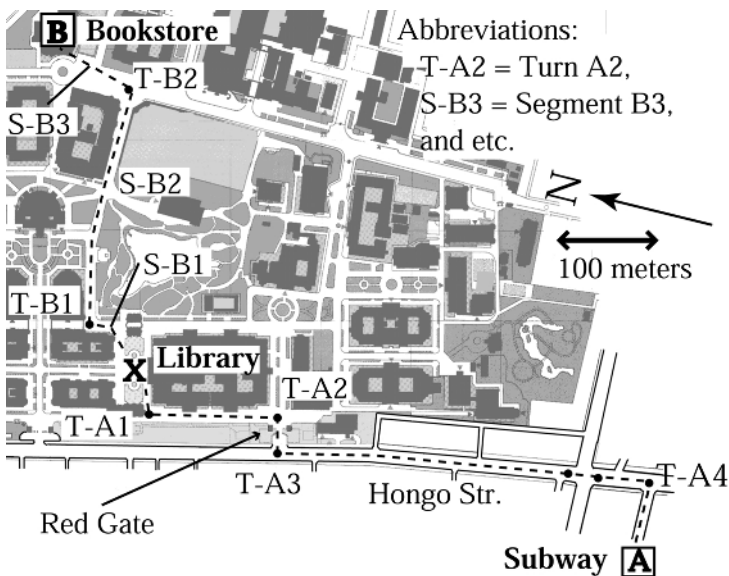 B Bookstore
Abbreviations:
T-A2 = Turn A2,
S-B3 = Segment B3,
and etc.
T-B2
S-B3
S-B2
N
100 meters
S-B1
T-B1
X
Library
T-A2
T-A1
T-A3
T-A4
Hongo Str.
Red Gate
Subway A